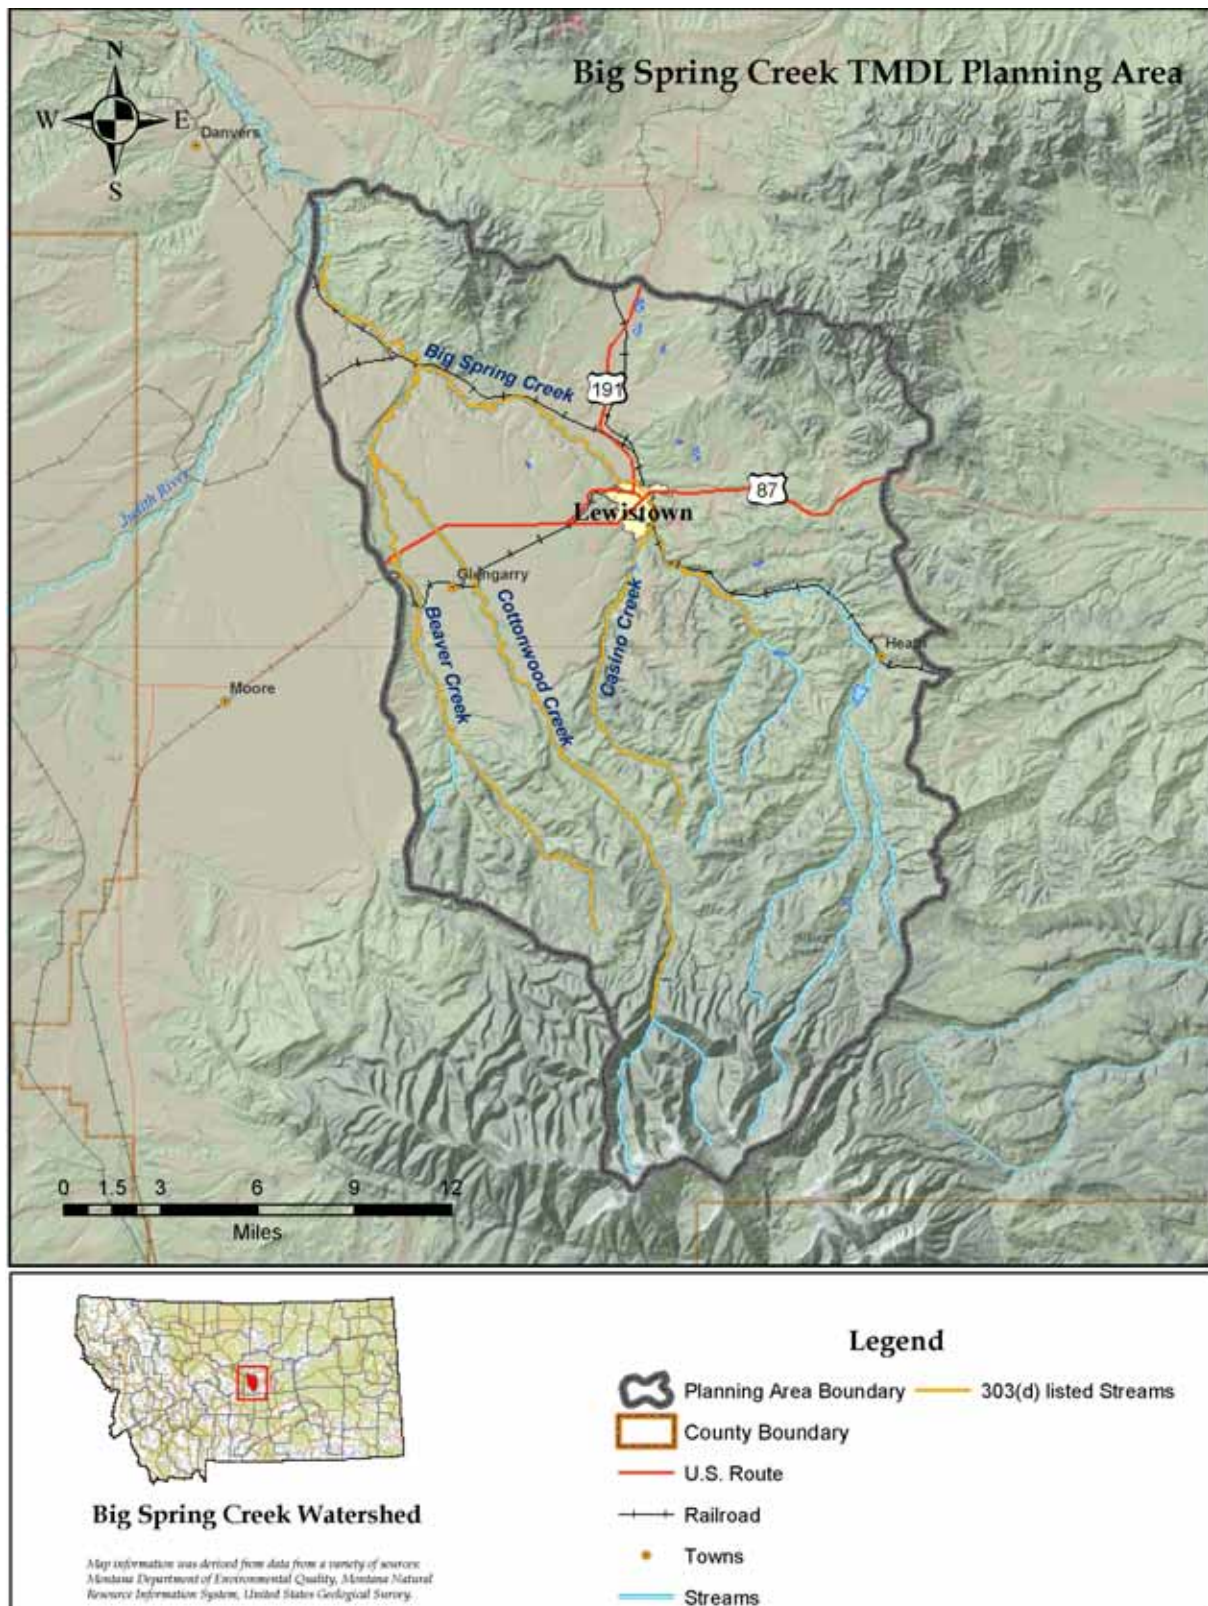 Big Spring Creek TMDL Planning Area
N
W E
S
Danvers
Big Spring Creek
191
87
Lewistown
Judith River
Glengarry
Heath
Moore
Beaver Creek
Cottonwood Creek
Casino Creek
0 1.5 3 6 9 12
Miles
Big Spring Creek Watershed
Map information was derived from data from a variety of sources:
Montana Department of Environmental Quality, Montana Natural
Resource Information System, United States Geological Survey.
Legend
Planning Area Boundary 303(d) listed Streams
County Boundary
U.S. Route
Railroad
Towns
Streams